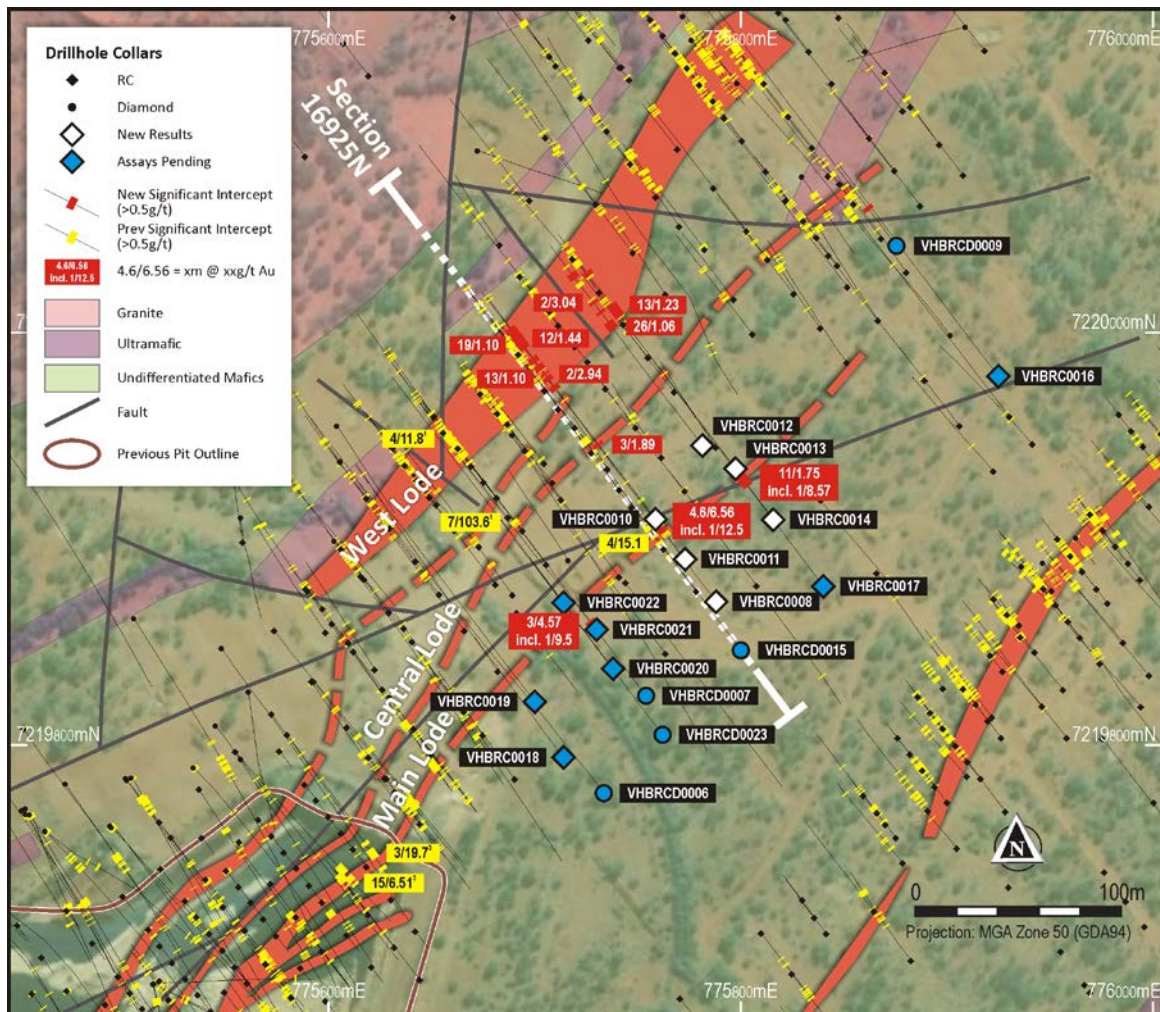 775600mE
775800mE
776000mE
Drillhole Collars
RC
Diamond
New Results
Assays Pending
New Significant Intercept
(>0.5g/t)
Prev Significant Intercept
(>0.5g/t)
4.6/6.56
incl. 1/12.5
4.6/6.56 = xm @ xxg/t Au
Granite
Ultramafic
Undifferentiated Mafics
Fault
Previous Pit Outline
Section
16925N
VHBRCD0009
2/3.04
13/1.23
26/1.06
12/1.44
19/1.10
13/1.10
2/2.94
7220000mN
VHBRC0016
4/11.8¹
3/1.89
VHBRC0012
VHBRC0013
11/1.75
incl. 1/8.57
West Lode
7/103.6¹
VHBRC0010
4.6/6.56
incl. 1/12.5
VHBRC0014
4/15.1
VHBRC0011
VHBRC0017
VHBRC0022
VHBRC0008
3/4.57
incl. 1/9.5
VHBRC0021
VHBRCD0015
VHBRC0020
VHBRCD0007
VHBRC0019
Central Lode
VHBRCD0023
7219800mN
7219800mN
VHBRC0018
Main Lode
VHBRCD0006
3/19.7³
15/6.51³
N
0
100m
Projection: MGA Zone 50 (GDA94)
775600mE
775800mE
776000mE